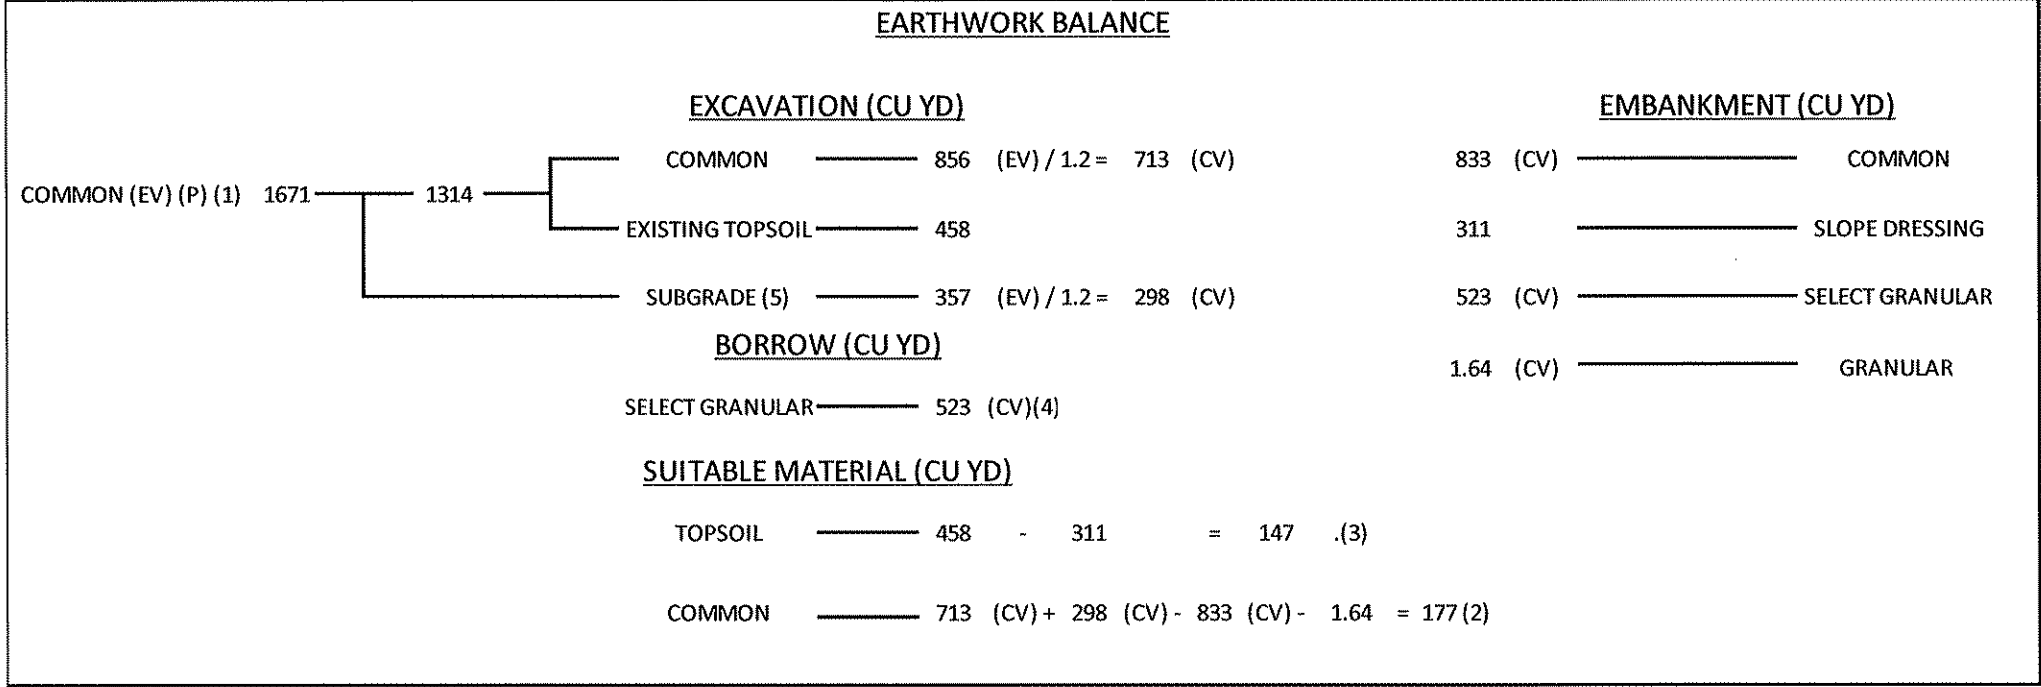 EARTHWORK BALANCE
EXCAVATION (CU YD)
EMBANKMENT (CU YD)
COMMON 856 (EV) / 1.2 = 713 (CV)
833 (CV) COMMON
COMMON (EV) (P) (1) 1671 1314
EXISTING TOPSOIL 458
311 SLOPE DRESSING
SUBGRADE (5) 357 (EV) / 1.2 = 298 (CV)
523 (CV) SELECT GRANULAR
BORROW (CU YD)
1.64 (CV) GRANULAR
SELECT GRANULAR 523 (CV)(4)
SUITABLE MATERIAL (CU YD)
TOPSOIL 458 - 311 = 147 .(3)
COMMON 713 (CV) + 298 (CV) - 833 (CV) - 1.64 = 177 (2)